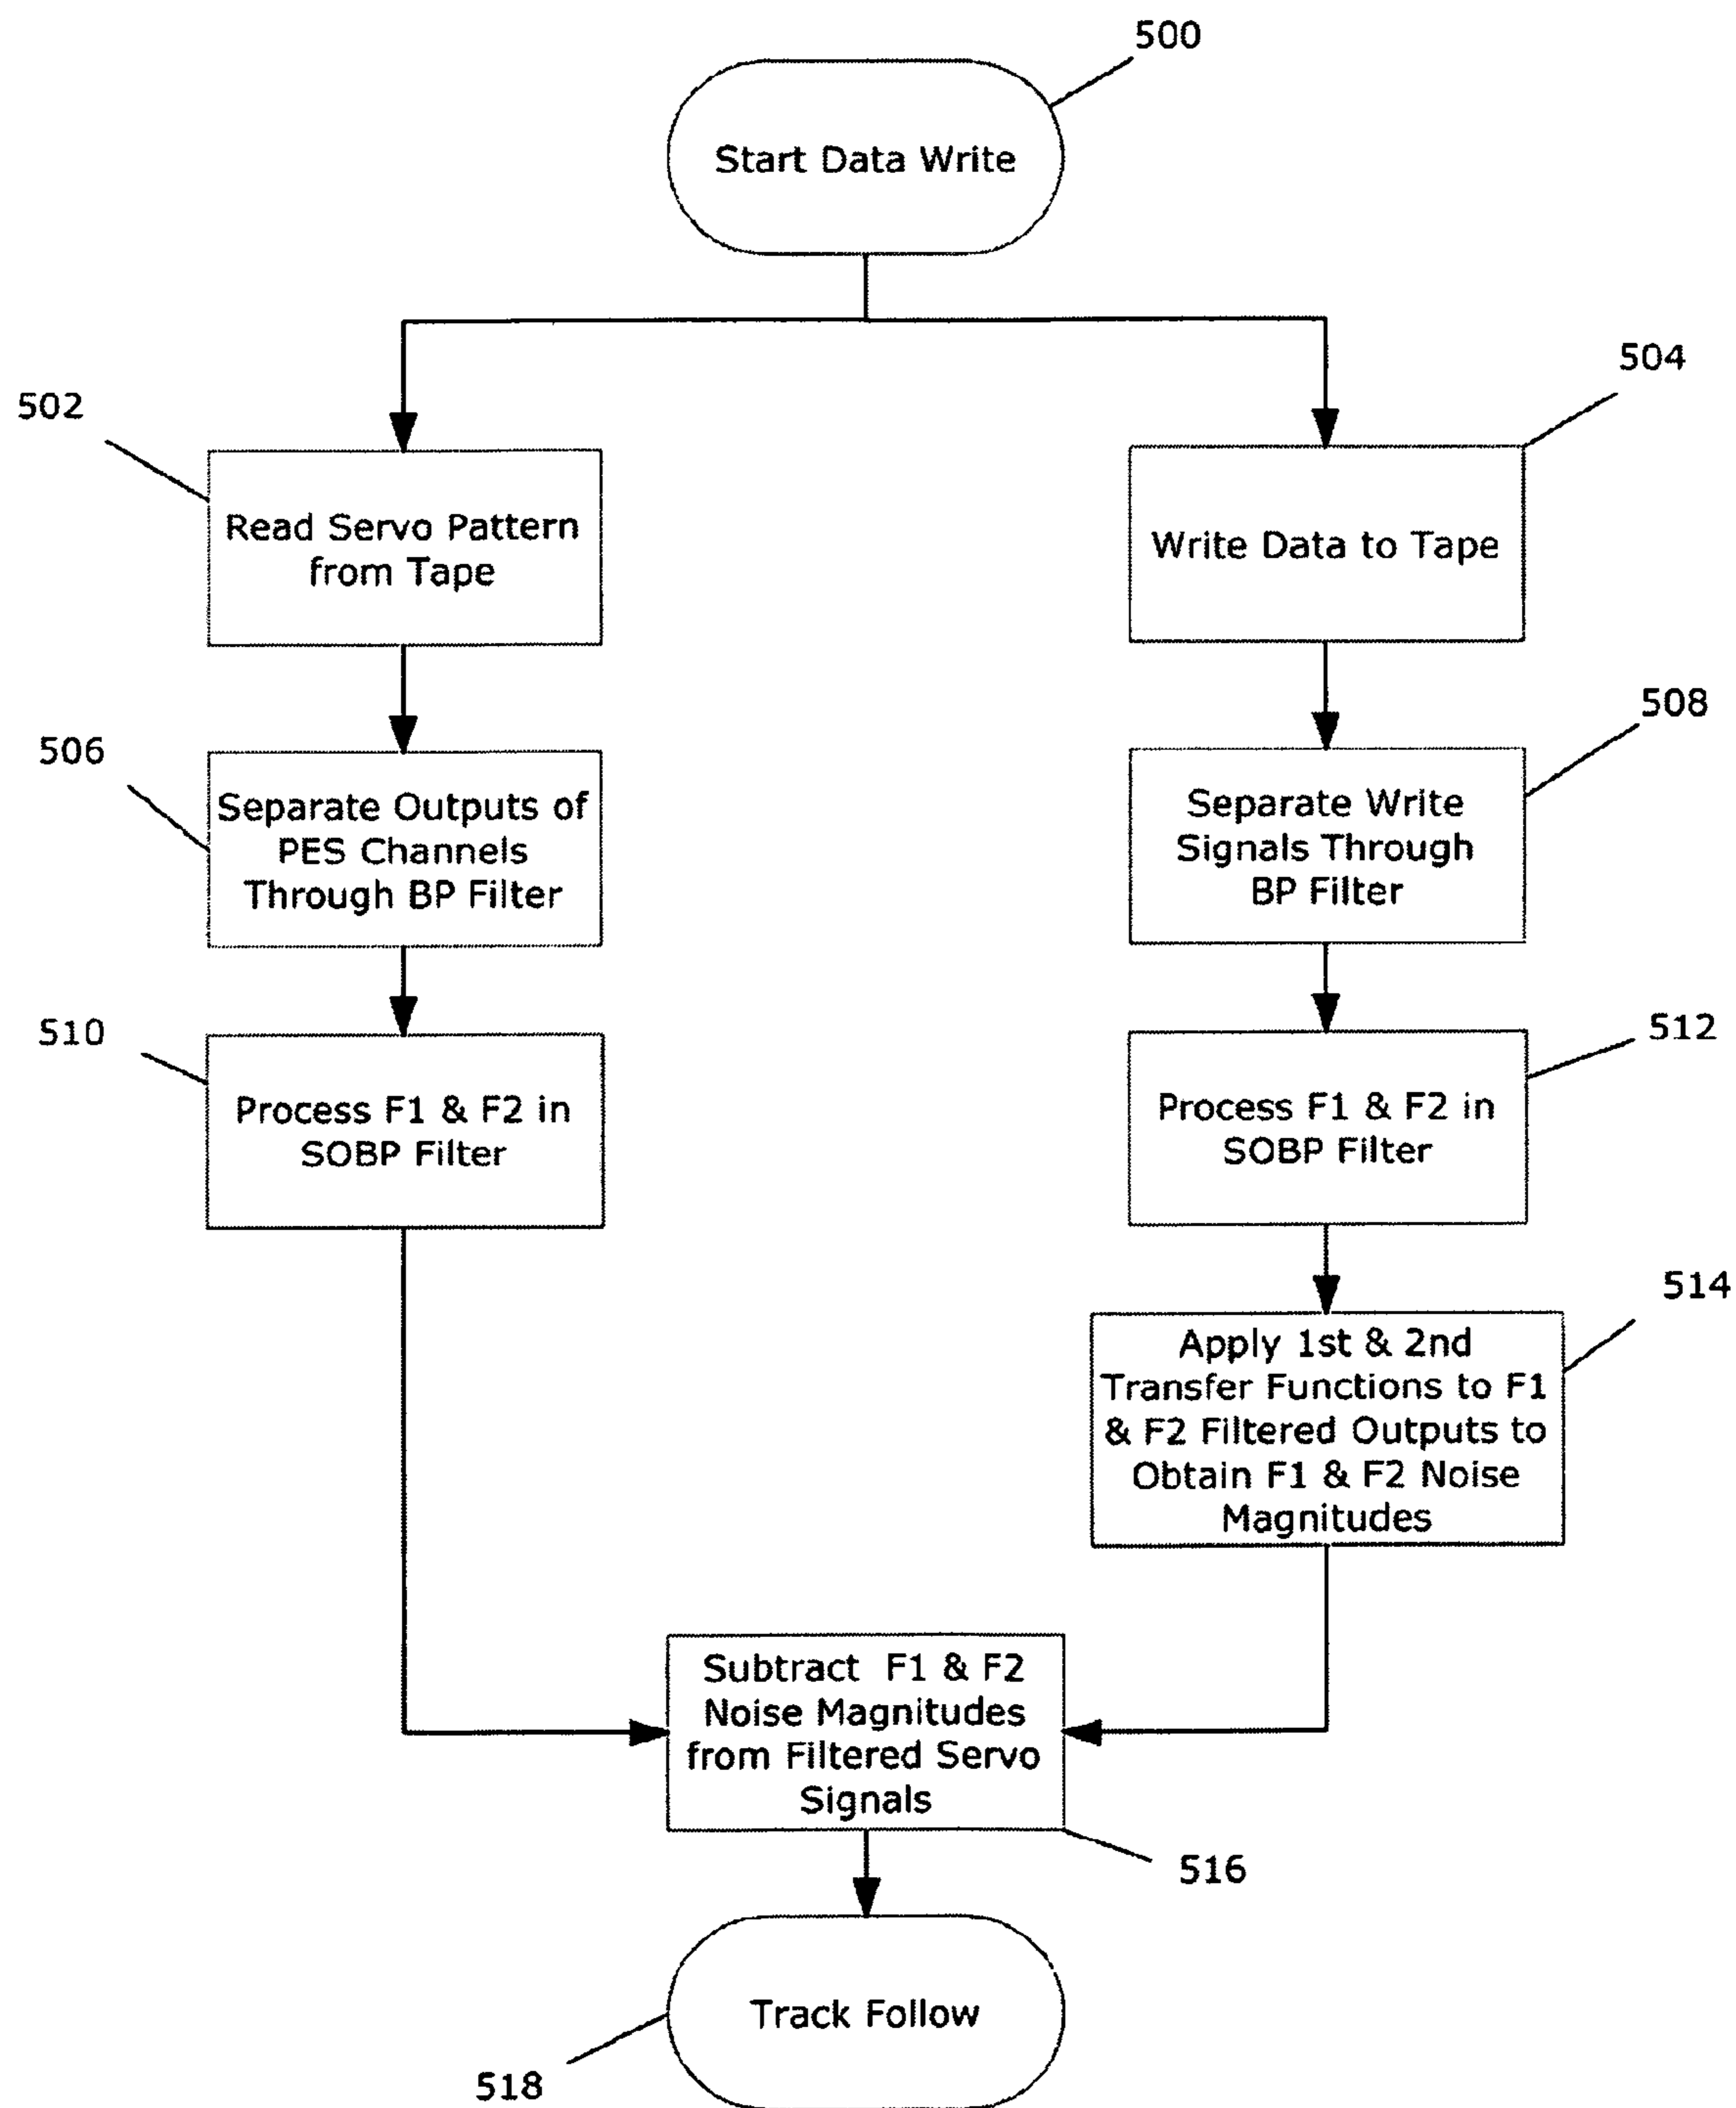 500
Start Data Write
504
502
Read Servo Pattern
from Tape
Write Data to Tape
508
506
Separate Outputs of
PES Channels
Through BP Filter
Separate Write
Signals Through
BP Filter
510
512
Process F1 & F2 in
SOBP Filter
Process F1 & F2 in
SOBP Filter
514
Apply 1st & 2nd
Transfer Functions to F1
& F2 Filtered Outputs to
Obtain F1 & F2 Noise
Magnitudes
Subtract F1 & F2
Noise Magnitudes
from Filtered Servo
Signals
516
Track Follow
518